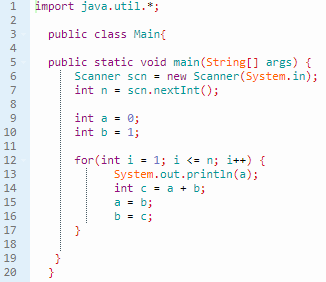 1 import java.util.*;
2
3 public class Main{
4
5 public static void main(String[] args) {
6 Scanner scn = new Scanner(System.in);
7 int n = scn.nextInt();
8
9 int a = 0;
10 int b = 1;
11
12 for(int i = 1; i <= n; i++) {
13 System.out.println(a);
14 int c = a + b;
15 a = b;
16 b = c;
17 }
18
19 }
20 }